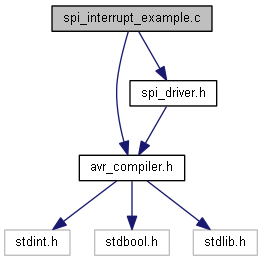 spi_interrupt_example.c
spi_driver.h
avr_compiler.h
stdint.h
stdbool.h
stdlib.h